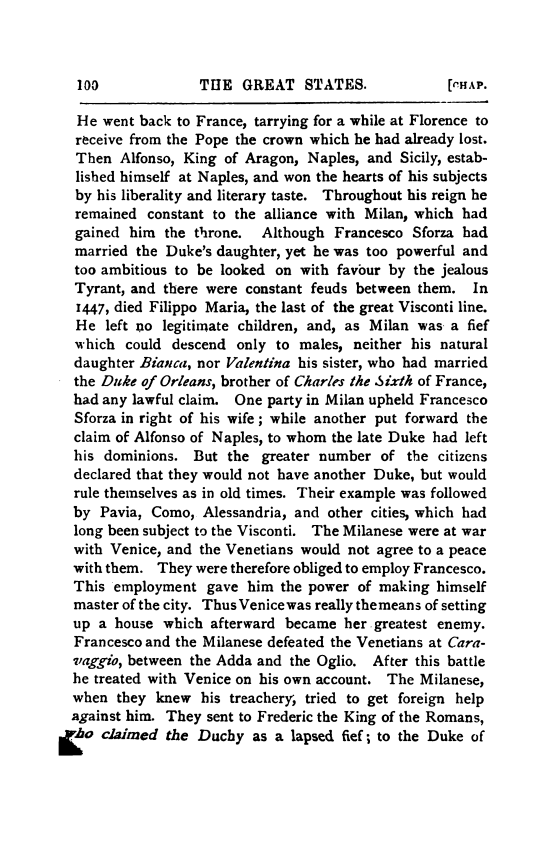 100 THE GREAT STATES. [CHAP.
He went back to France, tarrying for a while at Florence to
receive from the Pope the crown which he had already lost.
Then Alfonso, King of Aragon, Naples, and Sicily, estab-
lished himself at Naples, and won the hearts of his subjects
by his liberality and literary taste. Throughout his reign he
remained constant to the alliance with Milan, which had
gained him the throne. Although Francesco Sforza had
married the Duke's daughter, yet he was too powerful and
too ambitious to be looked on with favour by the jealous
Tyrant, and there were constant feuds between them. In
1447, died Filippo Maria, the last of the great Visconti line.
He left no legitimate children, and, as Milan was a fief
which could descend only to males, neither his natural
daughter Bianca, nor Valentina his sister, who had married
the Duke of Orleans, brother of Charles the Sixth of France,
had any lawful claim. One party in Milan upheld Francesco
Sforza in right of his wife; while another put forward the
claim of Alfonso of Naples, to whom the late Duke had left
his dominions. But the greater number of the citizens
declared that they would not have another Duke, but would
rule themselves as in old times. Their example was followed
by Pavia, Como, Alessandria, and other cities, which had
long been subject to the Visconti. The Milanese were at war
with Venice, and the Venetians would not agree to a peace
with them. They were therefore obliged to employ Francesco.
This employment gave him the power of making himself
master of the city. Thus Venice was really the means of setting
up a house which afterward became her greatest enemy.
Francesco and the Milanese defeated the Venetians at Cara-
vaggio, between the Adda and the Oglio. After this battle
he treated with Venice on his own account. The Milanese,
when they knew his treachery, tried to get foreign help
against him. They sent to Frederic the King of the Romans,
who claimed the Duchy as a lapsed fief; to the Duke of